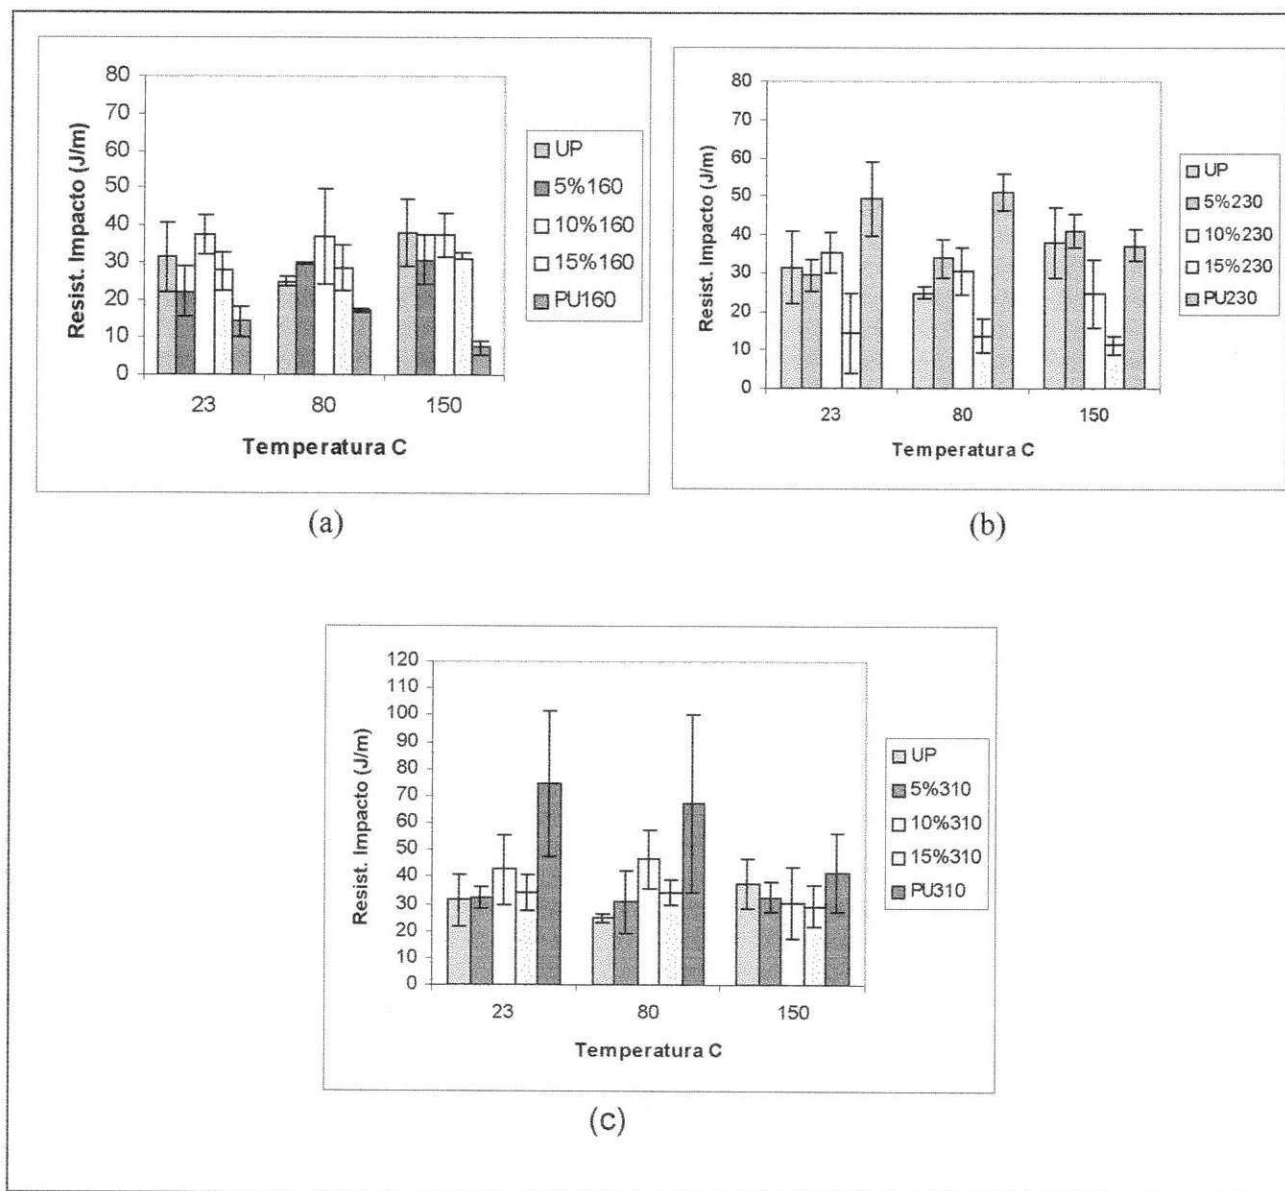 Resist. Impacto (J/m)
80
70
60
50
40
30
20
10
0
23 80 150
Temperatura C
UP
5%160
10%160
15%160
PU160
(a)
Resist. Impacto (J/m)
80
70
60
50
40
30
20
10
0
23 80 150
Temperatura C
UP
5%230
10%230
15%230
PU230
(b)
Resist. Impacto (J/m)
120
110
100
90
80
70
60
50
40
30
20
10
0
23 80 150
Temperatura C
UP
5%310
10%310
15%310
PU310
(c)